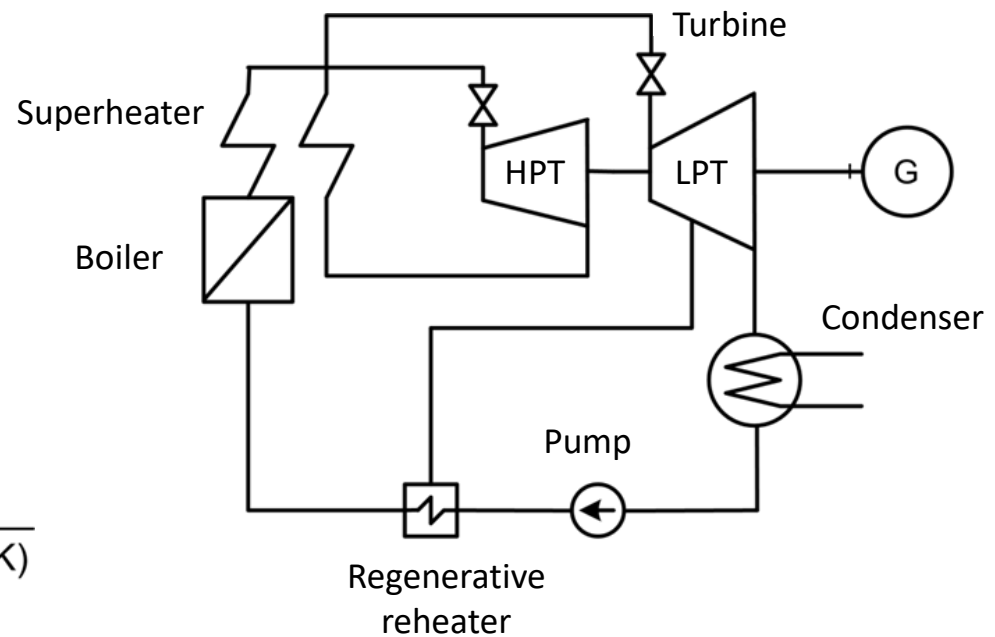 Turbine
Superheater
HPT
LPT
G
Boiler
Condenser
Pump
K)
Regenerative
reheater